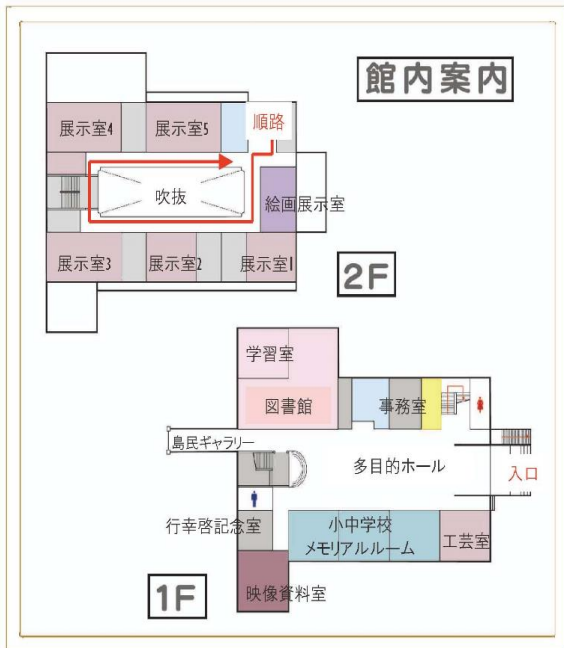 館内案内
展示室4
展示室5
順路
吹抜
絵画展示室
展示室3
展示室2
展示室1
2F
学習室
図書館
事務室
島民ギャラリー
多目的ホール
入口
行幸啓記念室
小中学校
メモリアルルーム
工芸室
1F
映像資料室